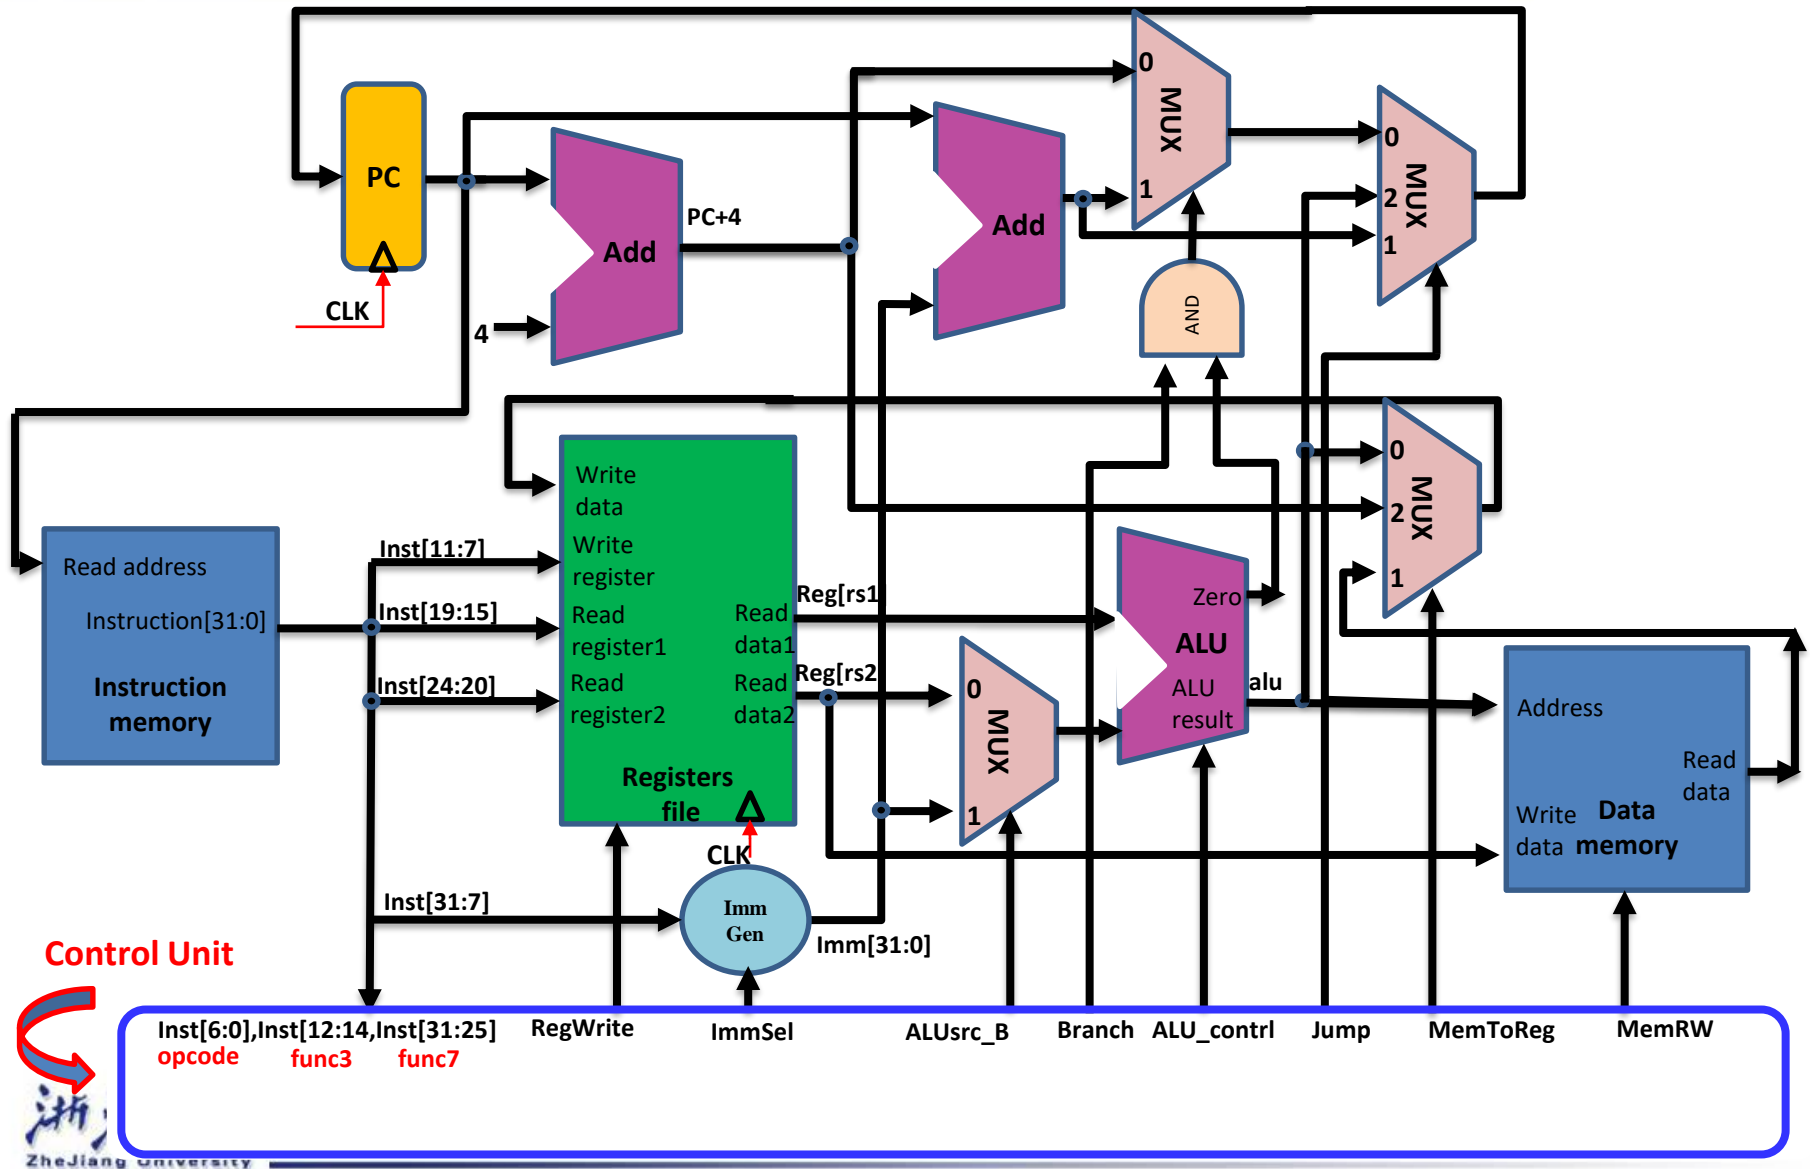 0
MUX
1
0
2
1
MUX
PC
CLK
PC+4
Add
4
Add
AND
Write
data
Write
register
Read
register1
Read
register2
Read
data1
Read
data2
Registers
file
CLK
Read address
Instruction[31:0]
Instruction
memory
Inst[11:7]
Inst[19:15]
Inst[24:20]
Inst[31:7]
Reg[rs1
Reg[rs2
0
MUX
1
Zero
ALU
ALU
result
alu
0
MUX
2
1
Address
Read
data
Write
data
Data
memory
Imm
Gen
Imm[31:0]
Control Unit
Inst[6:0],Inst[12:14,Inst[31:25]
opcode
func3
func7
RegWrite
ImmSel
ALUsrc_B
Branch
ALU_contrl
Jump
MemToReg
MemRW
浙
ZheJiang University